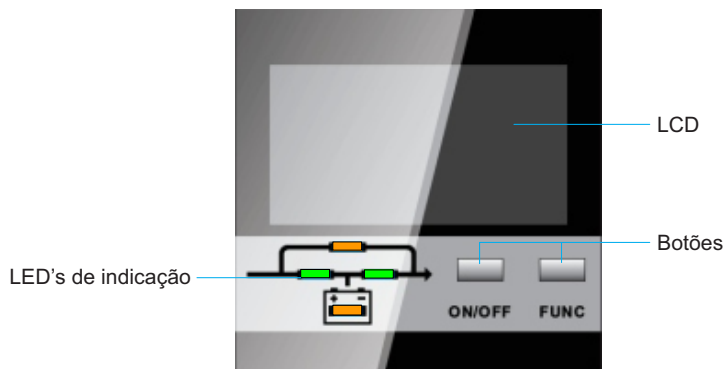 LCD
Botões
LED's de indicação
+ −
ON/OFF FUNC